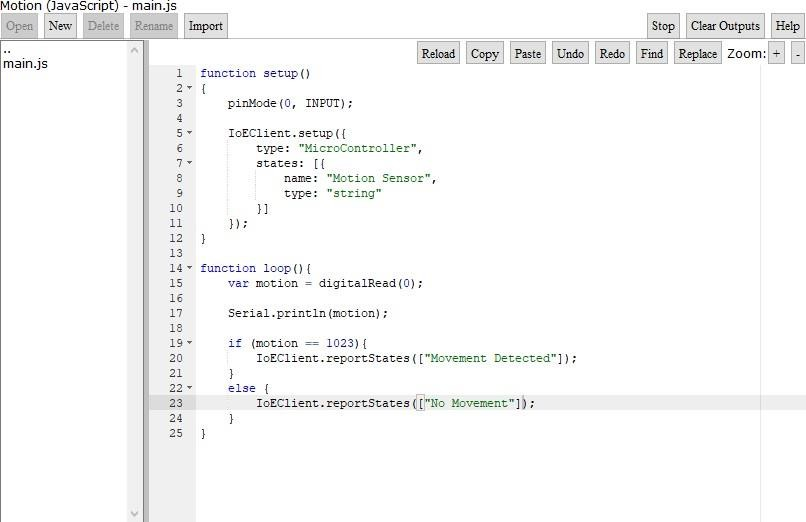 Motion (JavaScript) - main.js
Open New Delete Rename Import Stop Clear Outputs Help
..
main.js
Reload Copy Paste Undo Redo Find Replace Zoom: + -
1 function setup()
2 {
3     pinMode(0, INPUT);
4
5     IoEClient.setup({
6         type: "MicroController",
7         states: [{
8             name: "Motion Sensor",
9             type: "string"
10         }]
11     });
12 }
13
14 function loop(){
15     var motion = digitalRead(0);
16
17     Serial.println(motion);
18
19     if (motion == 1023){
20         IoEClient.reportStates(["Movement Detected"]);
21     }
22     else {
23         IoEClient.reportStates(["No Movement"]);
24     }
25 }